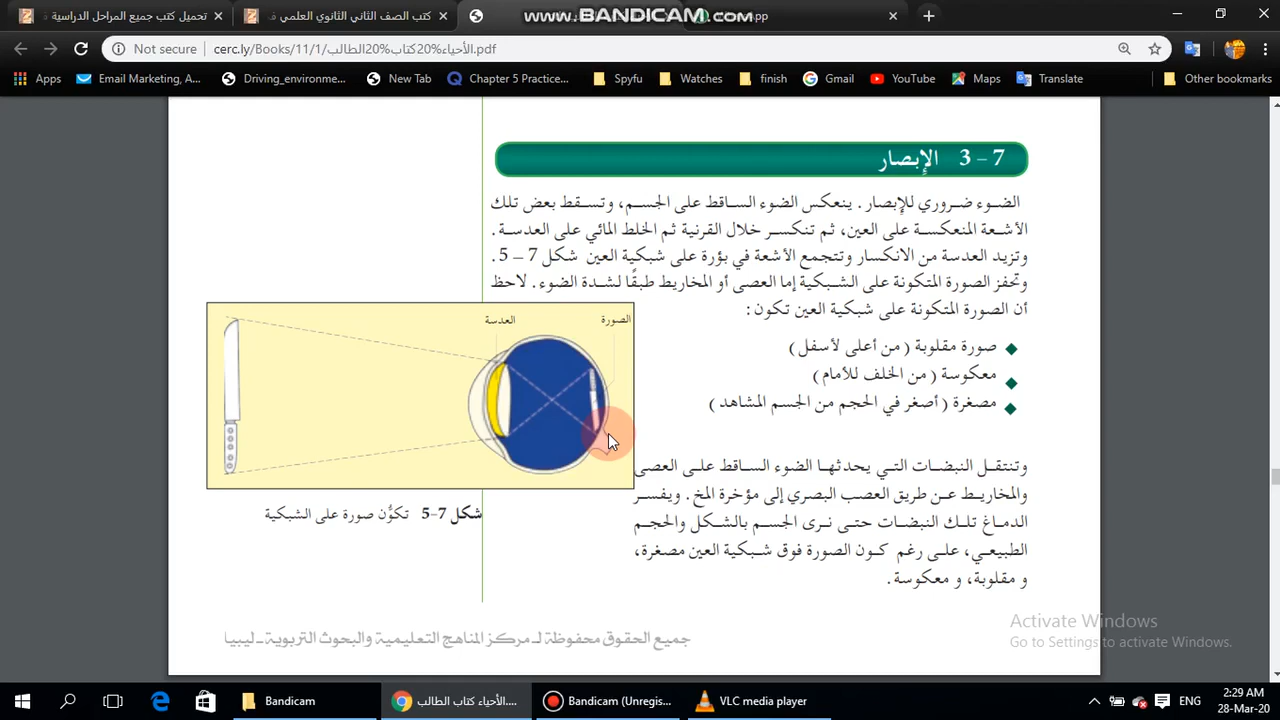 تحميل كتب جميع المراحل الدراسية
كتب الصف الثاني الثانوي العلمي
www.BANDICAM.com
App
Not secure
cerc.ly/Books/11/1/الأحياء%20كتاب%20الطالب.pdf
Apps
Email Marketing, A...
Driving_environme...
New Tab
Chapter 5 Practice...
Spyfu
Watches
finish
Gmail
YouTube
Maps
Translate
Other bookmarks
7 – 3 الإبصار
الضوء ضروري للإبصار . ينعكس الضوء الساقط على الجسم، وتسقط بعض تلك
الأشعة المنعكسة على العين، ثم تنكسر خلال القرنية ثم الخلط المائي على العدسة.
وتزيد العدسة من الانكسار وتتجمع الأشعة في بؤرة على شبكية العين شكل 7 – 5.
وتحفز الصورة المتكونة على الشبكية إما العصى أو المخاريط طبقًا لشدة الضوء. لاحظ
أن الصورة المتكونة على شبكية العين تكون :
صورة مقلوبة ( من أعلى لأسفل )
معكوسة ( من الخلف للأمام )
مصغرة ( أصغر في الحجم من الجسم المشاهد )
وتنتقل النبضات التي يحدثها الضوء الساقط على العصى
والمخاريط عن طريق العصب البصري إلى مؤخرة المخ. ويفسر
الدماغ تلك النبضات حتى نرى الجسم بالشكل والحجم
الطبيعي، على رغم كون الصورة فوق شبكية العين مصغرة،
و مقلوبة، و معكوسة.
العدسة
الصورة
شكل 7–5 تكوُّن صورة على الشبكية
جميع الحقوق محفوظة لـ مركز المناهج التعليمية والبحوث التربوية ـ ليبيا
Activate Windows
Go to Settings to activate Windows.
Bandicam
الأحياء كتاب الطالب....
Bandicam (Unregis...
VLC media player
ENG
2:29 AM
28-Mar-20